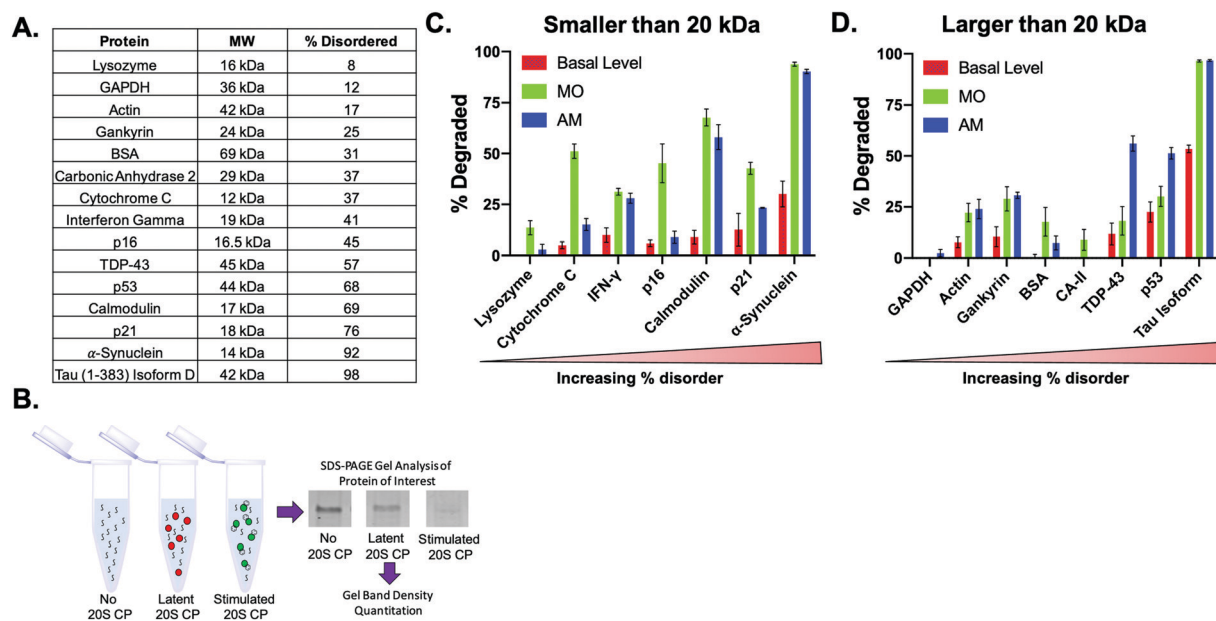 A.
Protein MW % Disordered
Lysozyme 16 kDa 8
GAPDH 36 kDa 12
Actin 42 kDa 17
Gankyrin 24 kDa 25
BSA 69 kDa 31
Carbonic Anhydrase 2 29 kDa 37
Cytochrome C 12 kDa 37
Interferon Gamma 19 kDa 41
p16 16.5 kDa 45
TDP-43 45 kDa 57
p53 44 kDa 68
Calmodulin 17 kDa 69
p21 18 kDa 76
α-Synuclein 14 kDa 92
Tau (1-383) Isoform D 42 kDa 98
B.
No
20S CP
Latent
20S CP
Stimulated
20S CP
SDS-PAGE Gel Analysis of
Protein of Interest
No
20S CP
Latent
20S CP
Stimulated
20S CP
Gel Band Density
Quantitation
C.
Smaller than 20 kDa
% Degraded
100
75
50
25
0
Basal Level
MO
AM
Lysozyme
Cytochrome C
IFN-γ
p16
Calmodulin
p21
α-Synuclein
Increasing % disorder
D.
Larger than 20 kDa
% Degraded
100
75
50
25
0
Basal Level
MO
AM
GAPDH
Actin
Gankyrin
BSA
CA-II
TDP-43
p53
Tau Isoform
Increasing % disorder